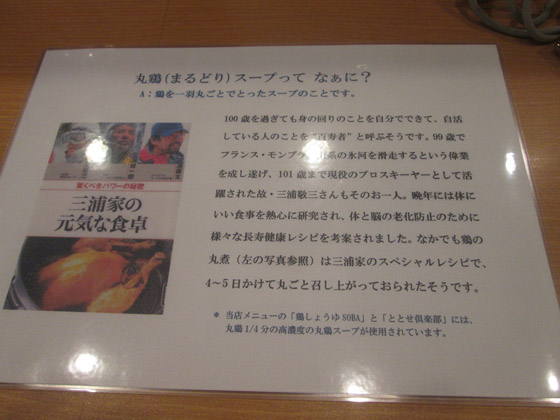 丸鶏(まるどり)スープって なぁに？
A：鶏を一羽丸ごとでとったスープのことです。
100歳を過ぎても身の回りのことを自分でできて、自活
している人のことを"百寿者"と呼ぶそうです。99歳で
フランス・モンブラン山系の氷河を滑走するという偉業
を成し遂げ、101歳まで現役のプロスキーヤーとして活
躍された故・三浦敬三さんもそのお一人。晩年には体に
いい食事を熱心に研究され、体と脳の老化防止のために
様々な長寿健康レシピを考案されました。なかでも鶏の
丸煮（左の写真参照）は三浦家のスペシャルレシピで、
4～5日かけて丸ごと召し上がっておられたそうです。
＊ 当店メニューの「鶏しょうゆSOBA」と「ととせ倶楽部」には、
丸鶏1/4分の高濃度の丸鶏スープが使用されています。
驚くべきパワーの秘密
三浦家の
元気な食卓